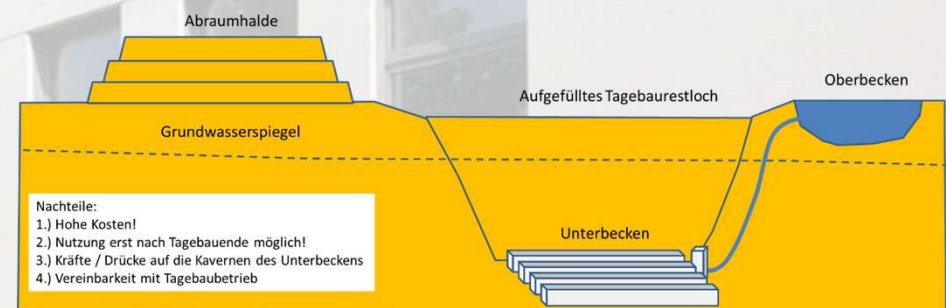 Abraumhalde
Oberbecken
Aufgefülltes Tagebaurestloch
Grundwasserspiegel
Nachteile:
1.) Hohe Kosten!
2.) Nutzung erst nach Tagebauende möglich!
3.) Kräfte / Drücke auf die Kavernen des Unterbeckens
4.) Vereinbarkeit mit Tagebaubetrieb
Unterbecken